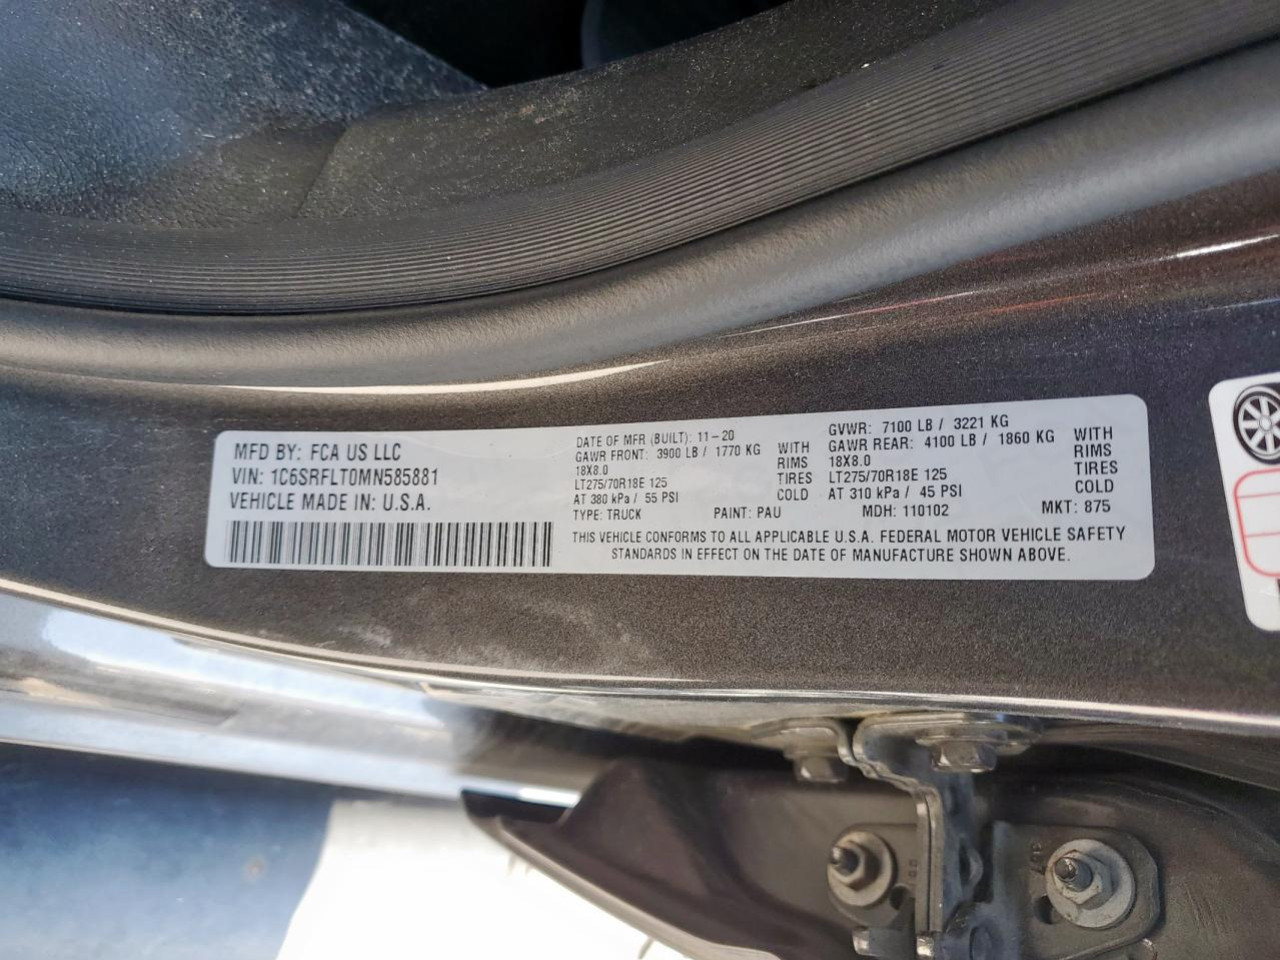 MFD BY: FCA US LLC
VIN: 1C6SRFLT0MN585881
VEHICLE MADE IN: U.S.A.
DATE OF MFR (BUILT): 11-20
GAWR FRONT: 3900 LB / 1770 KG WITH
18X8.0 RIMS
LT275/70R18E 125 TIRES
AT 380 kPa / 55 PSI COLD
GVWR: 7100 LB / 3221 KG
GAWR REAR: 4100 LB / 1860 KG WITH
18X8.0 RIMS
LT275/70R18E 125 TIRES
AT 310 kPa / 45 PSI COLD
TYPE: TRUCK PAINT: PAU MDH: 110102 MKT: 875
THIS VEHICLE CONFORMS TO ALL APPLICABLE U.S.A. FEDERAL MOTOR VEHICLE SAFETY
STANDARDS IN EFFECT ON THE DATE OF MANUFACTURE SHOWN ABOVE.